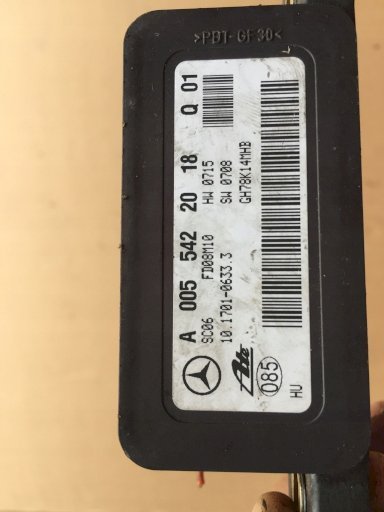 >PBT-GF30<
A 005 542 20 18 Q 01
SC06 FD08M10 HW 0715
10.1701-0633.3 SW 0708
GH78K14MHB
Ate
085
HU